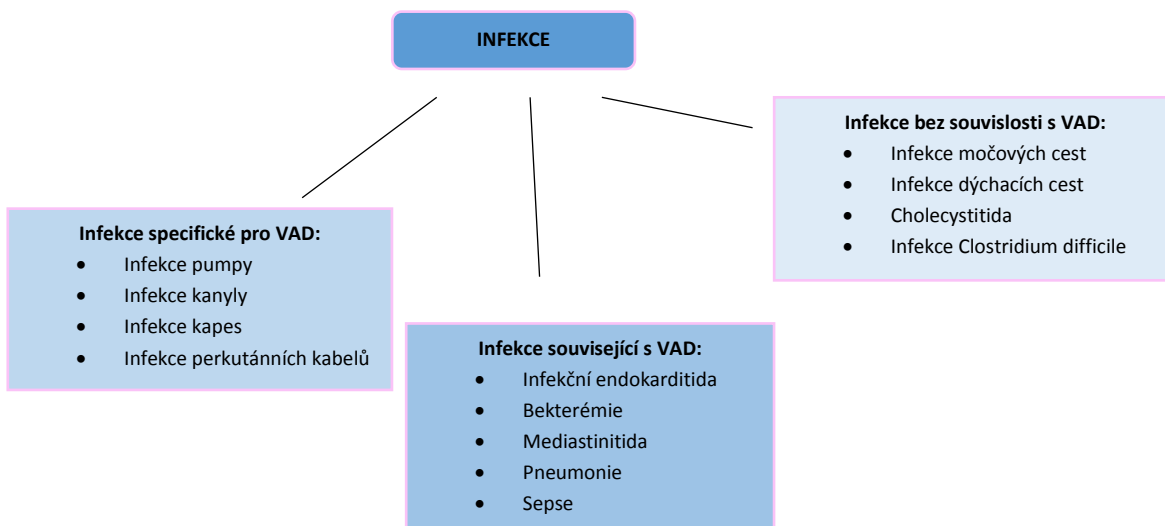 INFEKCE
Infekce bez souvislosti s VAD:
• Infekce močových cest
• Infekce dýchacích cest
• Cholecystitida
• Infekce Clostridium difficile
Infekce specifické pro VAD:
• Infekce pumpy
• Infekce kanyly
• Infekce kapes
• Infekce perkutánních kabelů
Infekce související s VAD:
• Infekční endokarditida
• Bekterémie
• Mediastinitida
• Pneumonie
• Sepse